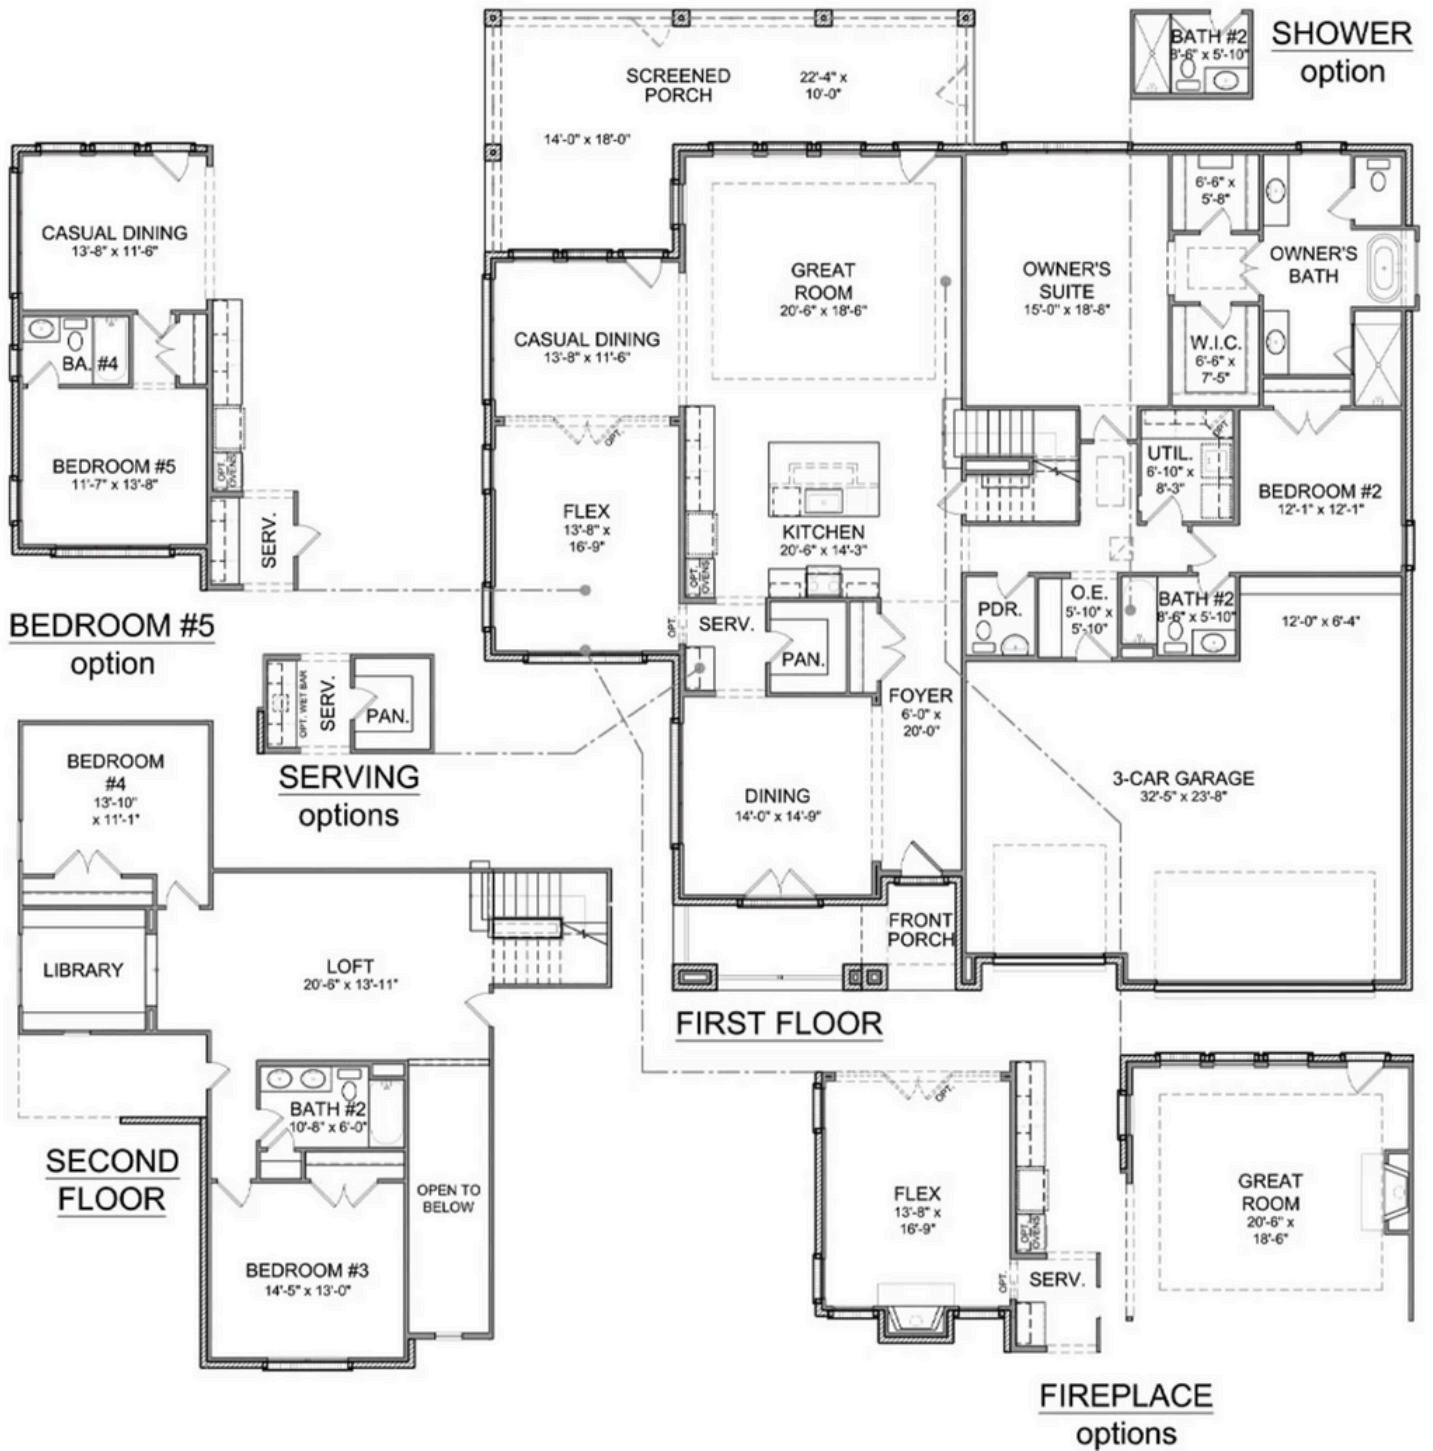 BATH #2
8'-6" x 5'-10"
SHOWER
option
SCREENED
PORCH
22'-4" x
10'-0"
14'-0" x 18'-0"
CASUAL DINING
13'-8" x 11'-6"
BA. #4
BEDROOM #5
11'-7" x 13'-8"
OPT.
OVENS
SERV.
BEDROOM #5
option
GREAT
ROOM
20'-6" x 18'-6"
CASUAL DINING
13'-8" x 11'-6"
OPT.
FLEX
13'-8" x
16'-9"
KITCHEN
20'-6" x 14'-3"
OPT.
OVENS
OPT.
SERV.
PAN.
OWNER'S
SUITE
15'-0" x 18'-8"
6'-6" x
5'-8"
OWNER'S
BATH
W.I.C.
6'-6" x
7'-5"
OPT
UTIL.
6'-10" x
8'-3"
BEDROOM #2
12'-1" x 12'-1"
PDR.
O.E.
5'-10" x
5'-10"
BATH #2
8'-6" x 5'-10"
12'-0" x 6'-4"
FOYER
6'-0" x
20'-0"
DINING
14'-0" x 14'-9"
3-CAR GARAGE
32'-5" x 23'-8"
FRONT
PORCH
FIRST FLOOR
OPT. WET BAR
SERV.
PAN.
SERVING
options
BEDROOM
#4
13'-10"
x 11'-1"
LIBRARY
LOFT
20'-6" x 13'-11"
BATH #2
10'-8" x 6'-0"
SECOND
FLOOR
OPEN TO
BELOW
BEDROOM #3
14'-5" x 13'-0"
OPT.
FLEX
13'-8" x
16'-9"
OPT.
OVENS
OPT.
SERV.
GREAT
ROOM
20'-6" x
18'-6"
FIREPLACE
options